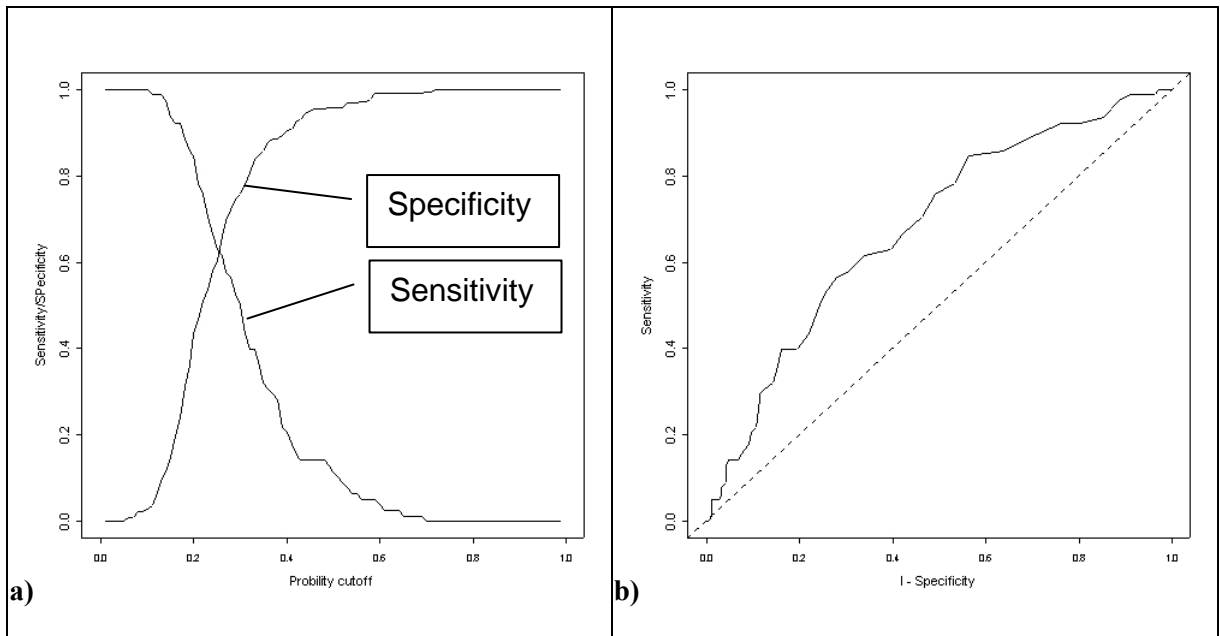 1.0
0.8
0.6
0.4
0.2
0.0
Sensitivity/SPecificity
Specificity
Sensitivity
0.0 0.2 0.4 0.6 0.8 1.0
Probility cutoff
a)
1.0
0.8
0.6
0.4
0.2
0.0
Sensitivity
0.0 0.2 0.4 0.6 0.8 1.0
I - Specificity
b)